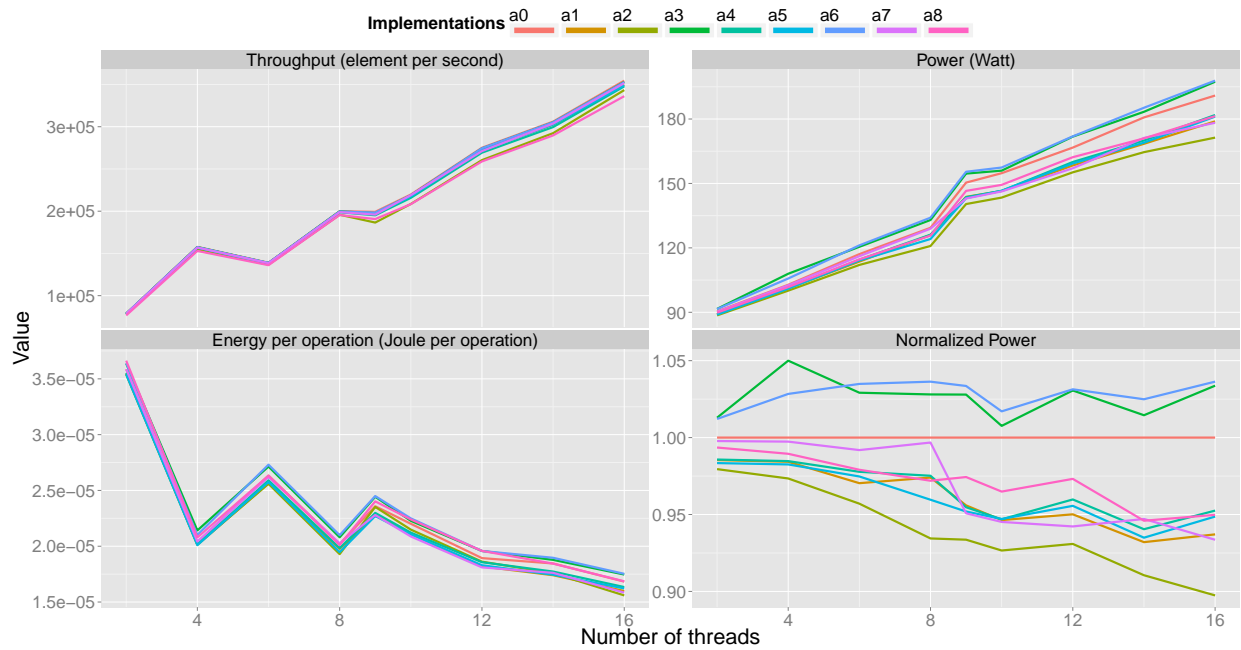 Implementations a0 a1 a2 a3 a4 a5 a6 a7 a8
Throughput (element per second)
Power (Watt)
3e+05
2e+05
1e+05
180
150
120
90
Value
Energy per operation (Joule per operation)
Normalized Power
3.5e−05
3.0e−05
2.5e−05
2.0e−05
1.5e−05
1.05
1.00
0.95
0.90
4 8 12 16
4 8 12 16
Number of threads